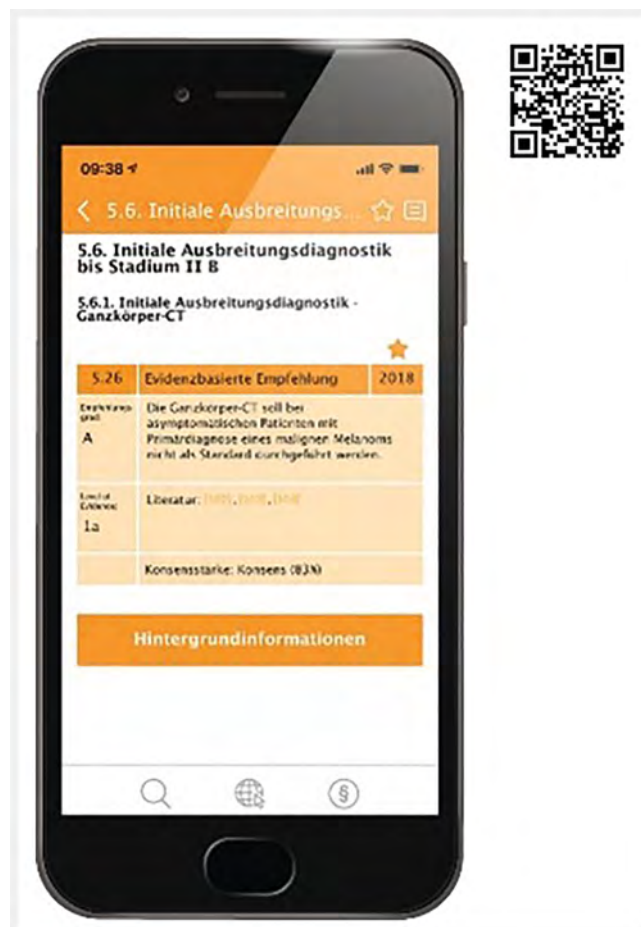 09:38
5.6. Initiale Ausbreitungs...
5.6. Initiale Ausbreitungsdiagnostik
bis Stadium II B
5.6.1. Initiale Ausbreitungsdiagnostik -
Ganzkörper-CT
5.26 Evidenzbasierte Empfehlung 2018
Empfehlungs-
grad
A
Die Ganzkörper-CT soll bei
asymptomatischen Patienten mit
Primärdiagnose eines malignen Melanoms
nicht als Standard durchgeführt werden.
Level of
Evidence
1a
Literatur:
Konsensstärke: Konsens (83%)
Hintergrundinformationen
§